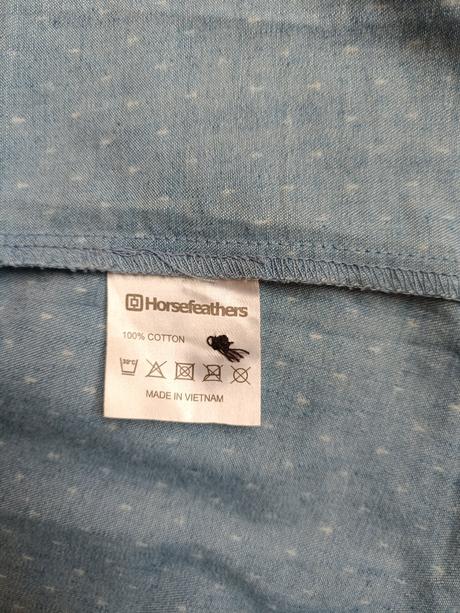 Horsefeathers
100% COTTON
30°C
MADE IN VIETNAM